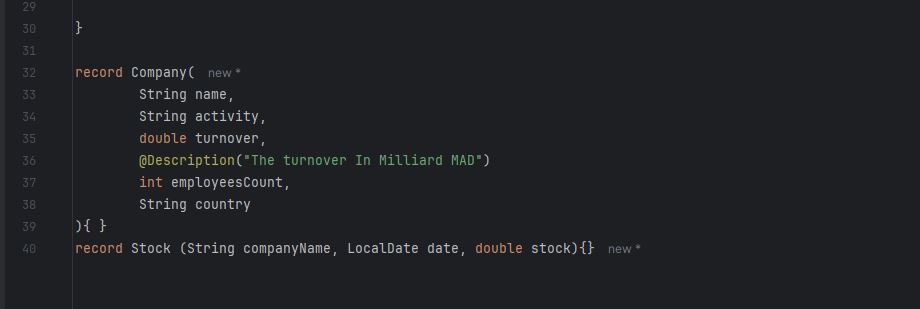 29
30 }
31
32 record Company( new *
33 String name,
34 String activity,
35 double turnover,
36 @Description("The turnover In Milliard MAD")
37 int employeesCount,
38 String country
39 ){ }
40 record Stock (String companyName, LocalDate date, double stock){} new *